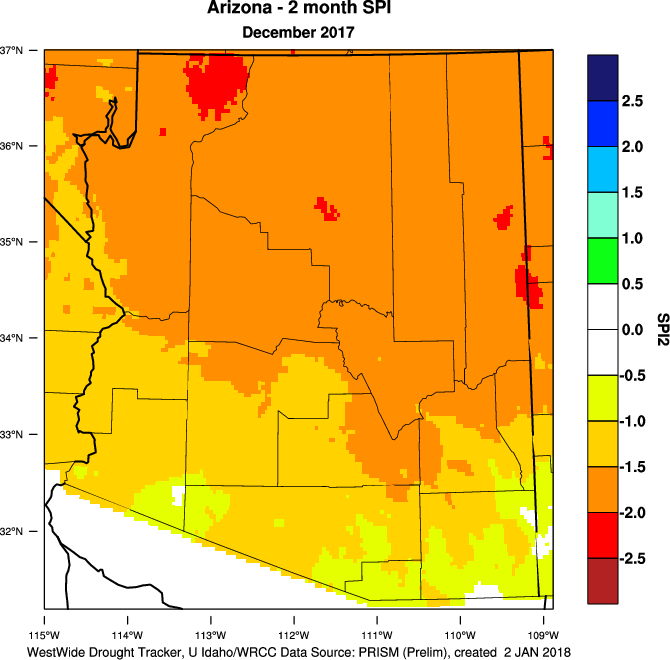 Arizona - 2 month SPI
December 2017
37°N
36°N
35°N
34°N
33°N
32°N
115°W 114°W 113°W 112°W 111°W 110°W 109°W
2.5
2.0
1.5
1.0
0.5
0.0
-0.5
-1.0
-1.5
-2.0
-2.5
SPI2
WestWide Drought Tracker, U Idaho/WRCC Data Source: PRISM (Prelim), created 2 JAN 2018